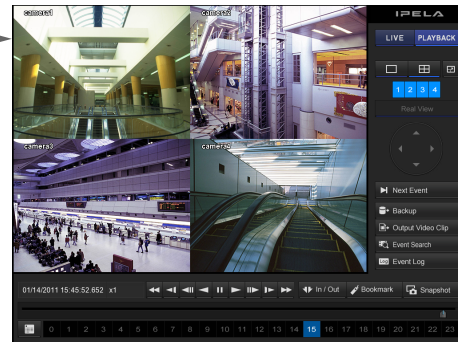 camera1
camera2
IPELA
LIVE PLAYBACK
1 2 3 4
Real View
camera3
camera4
Next Event
Backup
Output Video Clip
Event Search
LOG Event Log
01/14/2011 15:45:52.652 x1
In / Out
Bookmark
Snapshot
0 1 2 3 4 5 6 7 8 9 10 11 12 13 14 15 16 17 18 19 20 21 22 23